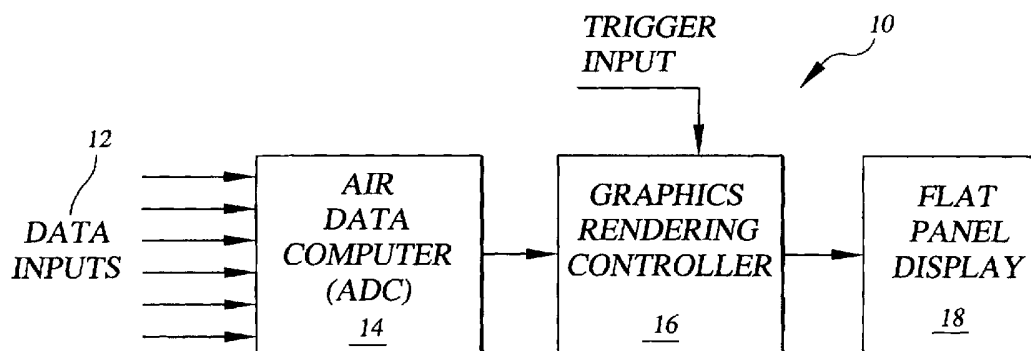 TRIGGER
INPUT
10
12
DATA
INPUTS
AIR
DATA
COMPUTER
(ADC)
14
GRAPHICS
RENDERING
CONTROLLER
16
FLAT
PANEL
DISPLAY
18